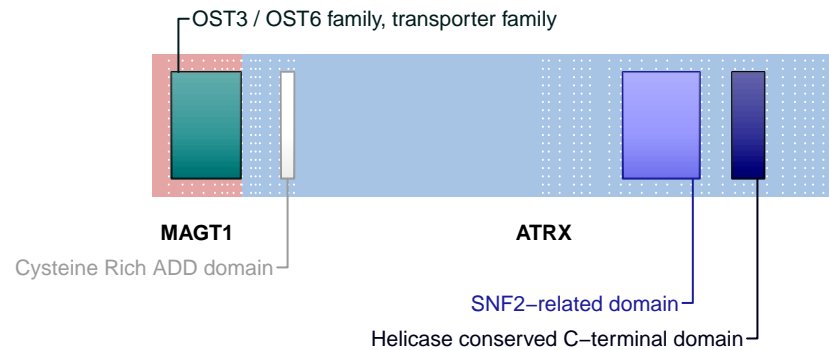 OST3 / OST6 family, transporter family
MAGT1
ATRX
Cysteine Rich ADD domain
SNF2−related domain
Helicase conserved C−terminal domain